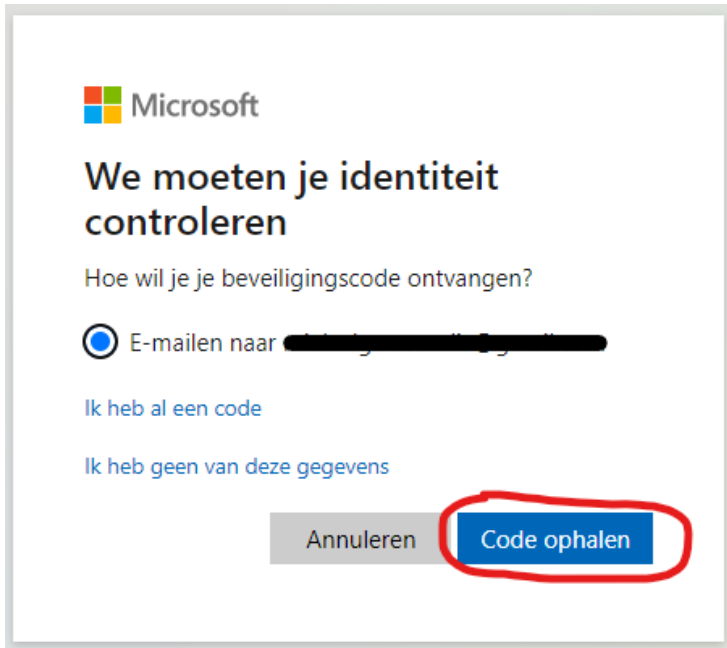 Microsoft
We moeten je identiteit
controleren
Hoe wil je je beveiligingscode ontvangen?
E-mailen naar
Ik heb al een code
Ik heb geen van deze gegevens
Annuleren
Code ophalen